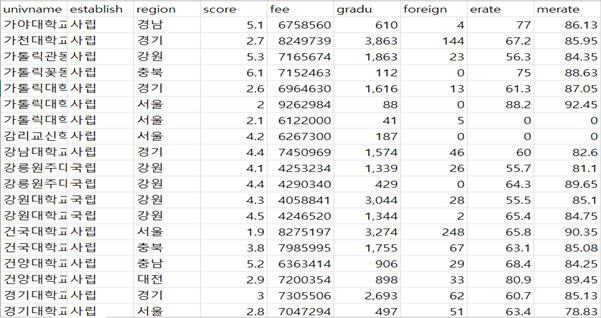 univname establish region score fee gradu foreign erate merate
가야대학교 사립 경남 5.1 6758560 610 4 77 86.13
가천대학교 사립 경기 2.7 8249739 3,863 144 67.2 85.95
가톨릭관동 사립 강원 5.3 7165674 1,863 23 56.3 84.35
가톨릭꽃동 사립 충북 6.1 7152463 112 0 75 88.63
가톨릭대학 사립 경기 2.6 6964630 1,616 13 61.3 87.05
가톨릭대학 사립 서울 2 9262984 88 0 88.2 92.45
가톨릭대학 사립 서울 2.1 6122000 41 5 0 0
감리교신학 사립 서울 4.2 6267300 187 0 0 0
강남대학교 사립 경기 4.4 7450969 1,574 46 60 82.6
강릉원주대 국립 강원 4.1 4253234 1,339 26 55.7 81.1
강릉원주대 국립 강원 4.4 4290340 429 0 64.3 89.65
강원대학교 국립 강원 4.3 4058841 3,044 28 55.5 85.1
강원대학교 국립 강원 4.5 4246520 1,344 2 65.4 84.75
건국대학교 사립 서울 1.9 8275197 3,274 248 65.8 90.35
건국대학교 사립 충북 3.8 7985995 1,755 67 63.1 85.08
건양대학교 사립 충남 5.2 6363414 906 29 68.4 84.25
건양대학교 사립 대전 2.9 7200354 898 33 80.9 89.45
경기대학교 사립 경기 3 7305506 2,693 62 60.7 85.13
경기대학교 사립 서울 2.8 7047294 497 51 63.4 78.83